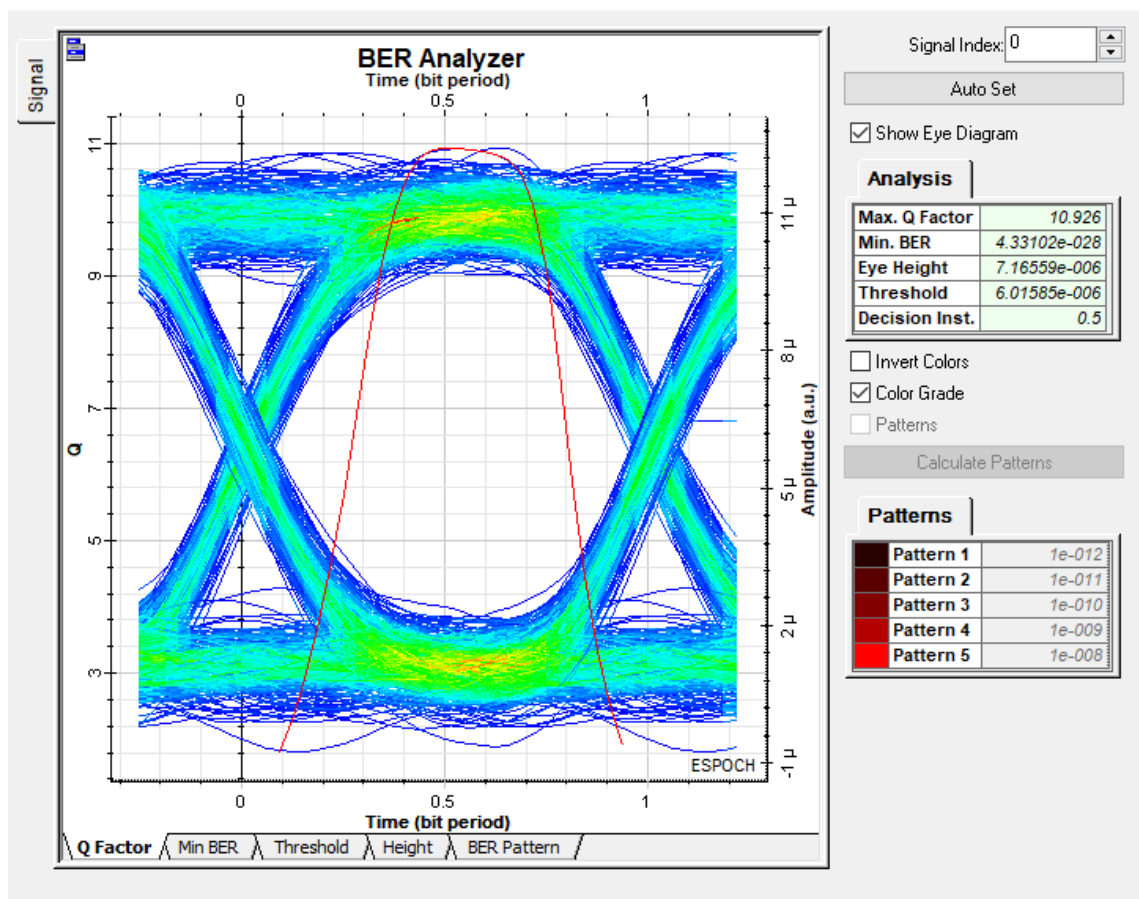 Signal
BER Analyzer
Time (bit period)
0 0.5 1
11
9
7
5
3
Q
11 µ
8 µ
5 µ
2 µ
-1 µ
Amplitude (a.u.)
ESPOCH
0 0.5 1
Time (bit period)
Q Factor Min BER Threshold Height BER Pattern
Signal Index: 0
Auto Set
Show Eye Diagram
Analysis
Max. Q Factor 10.926
Min. BER 4.33102e-028
Eye Height 7.16559e-006
Threshold 6.01585e-006
Decision Inst. 0.5
Invert Colors
Color Grade
Patterns
Calculate Patterns
Patterns
Pattern 1 1e-012
Pattern 2 1e-011
Pattern 3 1e-010
Pattern 4 1e-009
Pattern 5 1e-008